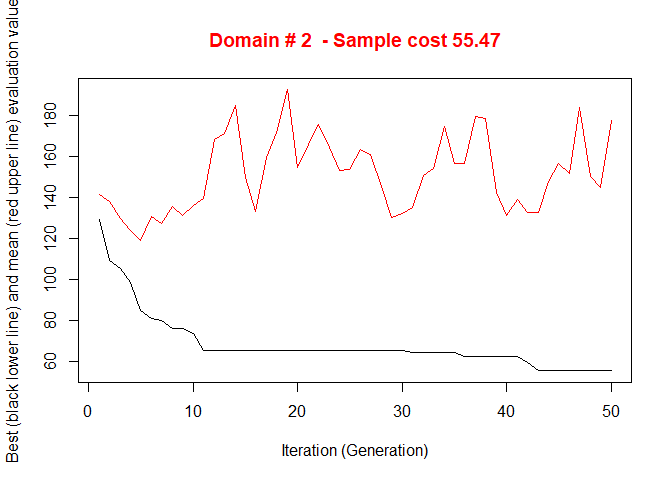 Domain # 2  - Sample cost 55.47
Best (black lower line) and mean (red upper line) evaluation value
180
160
140
120
100
80
60
0 10 20 30 40 50
Iteration (Generation)